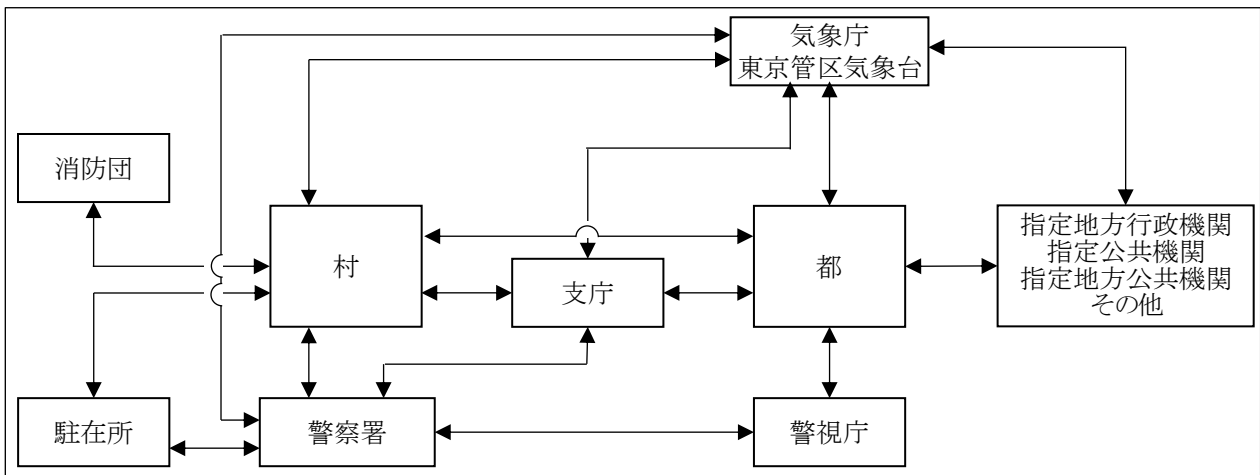 気象庁
東京管区気象台
消防団
村
都
指定地方行政機関
指定公共機関
指定地方公共機関
その他
支庁
駐在所
警察署
警視庁